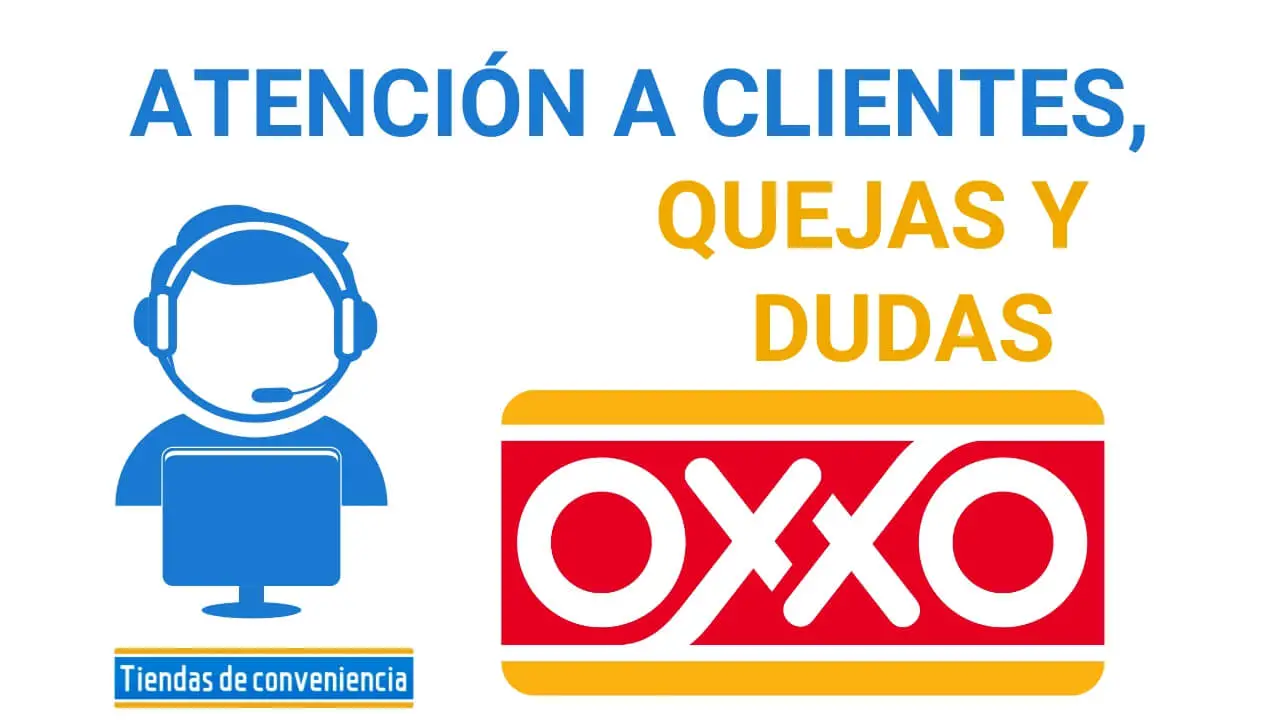 ATENCIÓN A CLIENTES,
QUEJAS Y
DUDAS
OXXO
Tiendas de conveniencia